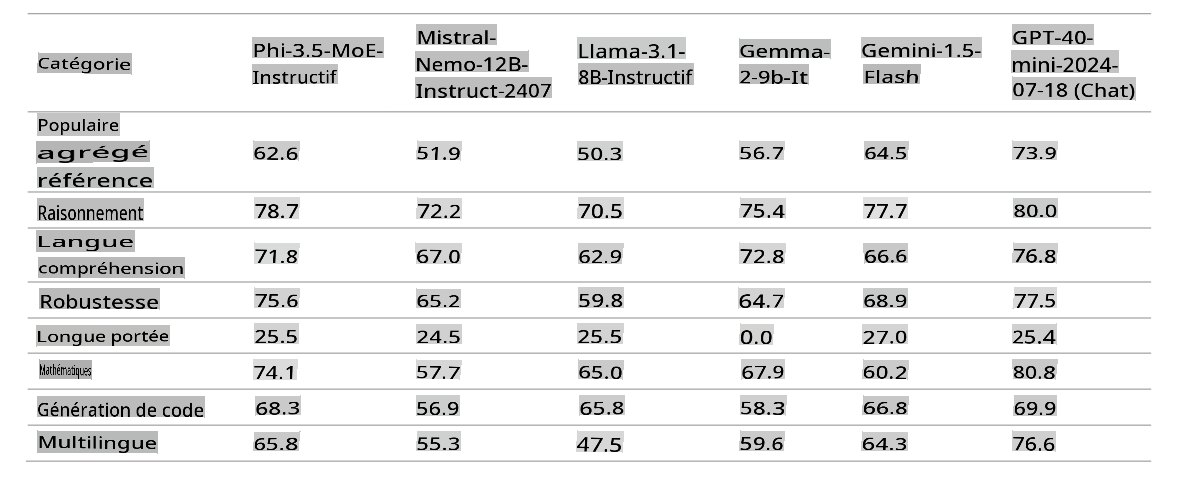 Catégorie Phi-3.5-MoE-Instructif Mistral-Nemo-12B-Instruct-2407 Llama-3.1-8B-Instructif Gemma-2-9b-It Gemini-1.5-Flash GPT-40-mini-2024-07-18 (Chat)
Populaire agrégé référence 62.6 51.9 50.3 56.7 64.5 73.9
Raisonnement 78.7 72.2 70.5 75.4 77.7 80.0
Langue compréhension 71.8 67.0 62.9 72.8 66.6 76.8
Robustesse 75.6 65.2 59.8 64.7 68.9 77.5
Longue portée 25.5 24.5 25.5 0.0 27.0 25.4
Mathématiques 74.1 57.7 65.0 67.9 60.2 80.8
Génération de code 68.3 56.9 65.8 58.3 66.8 69.9
Multilingue 65.8 55.3 47.5 59.6 64.3 76.6